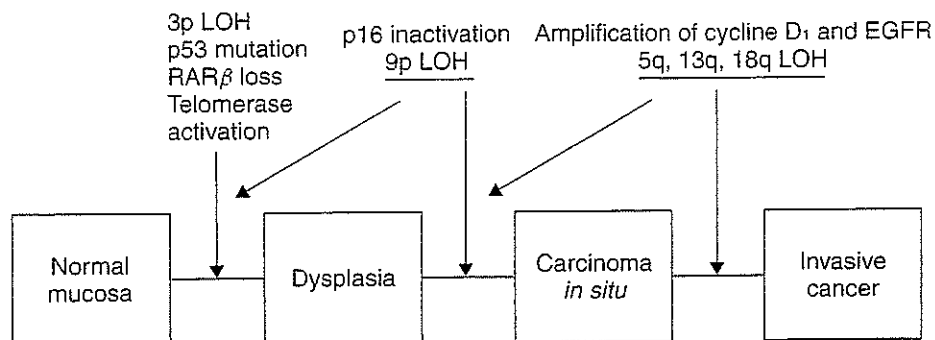 3p LOH
p53 mutation
RARβ loss
Telomerase
activation
p16 inactivation
9p LOH
Amplification of cycline D₁ and EGFR
5q, 13q, 18q LOH
Normal
mucosa
Dysplasia
Carcinoma
in situ
Invasive
cancer